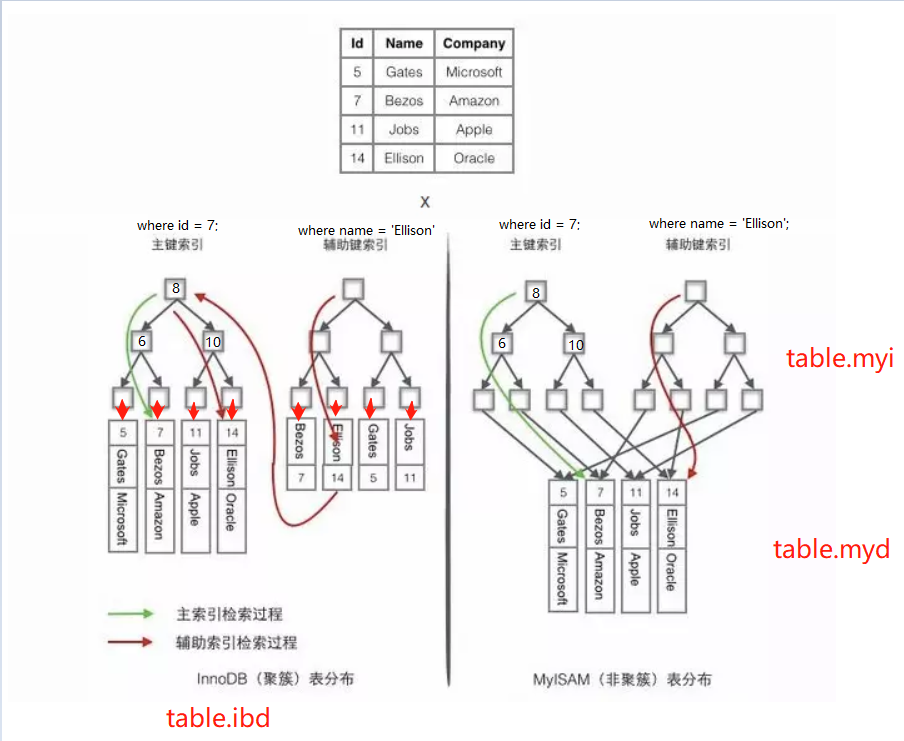 Id Name Company
5 Gates Microsoft
7 Bezos Amazon
11 Jobs Apple
14 Ellison Oracle
X
where id = 7;
主键索引
where name = 'Ellison'
辅助键索引
where id = 7;
主键索引
where name = 'Ellison';
辅助键索引
8
6 10
5 Gates Microsoft
7 Bezos Amazon
11 Jobs Apple
14 Ellison Oracle
Bezos 7
Ellison 14
Gates 5
Jobs 11
8
6 10
table.myi
5 Gates Microsoft
7 Bezos Amazon
11 Jobs Apple
14 Ellison Oracle
table.myd
主索引检索过程
辅助索引检索过程
InnoDB（聚簇）表分布
MyISAM（非聚簇）表分布
table.ibd